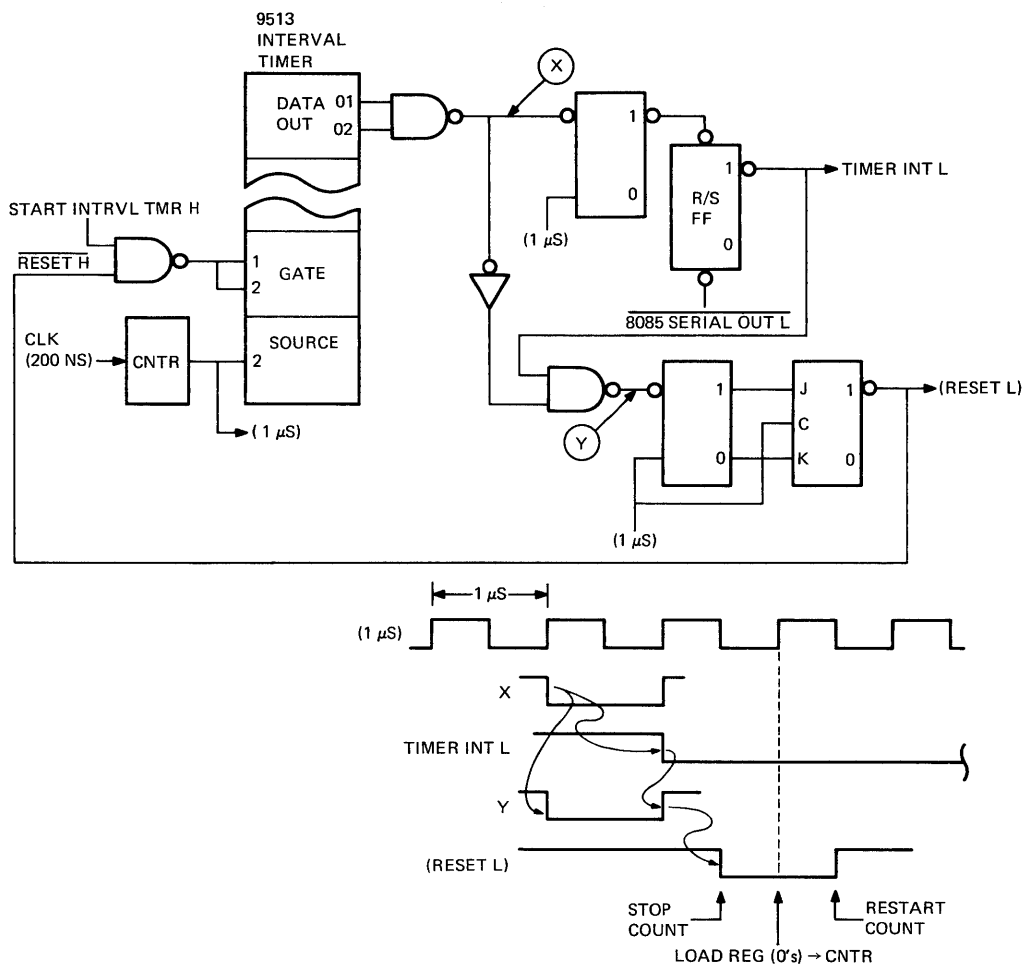 9513
INTERVAL
TIMER
DATA
OUT
01
02
X
1
0
(1 μS)
1
R/S
FF
0
TIMER INT L
8085 SERIAL OUT L
START INTRVL TMR H
RESET H
1
2
GATE
CLK
(200 NS)
CNTR
2
SOURCE
(1 μS)
Y
1
0
J
C
K
1
0
(RESET L)
(1 μS)
1 μS
(1 μS)
X
TIMER INT L
Y
(RESET L)
STOP
COUNT
RESTART
COUNT
LOAD REG (0's) → CNTR